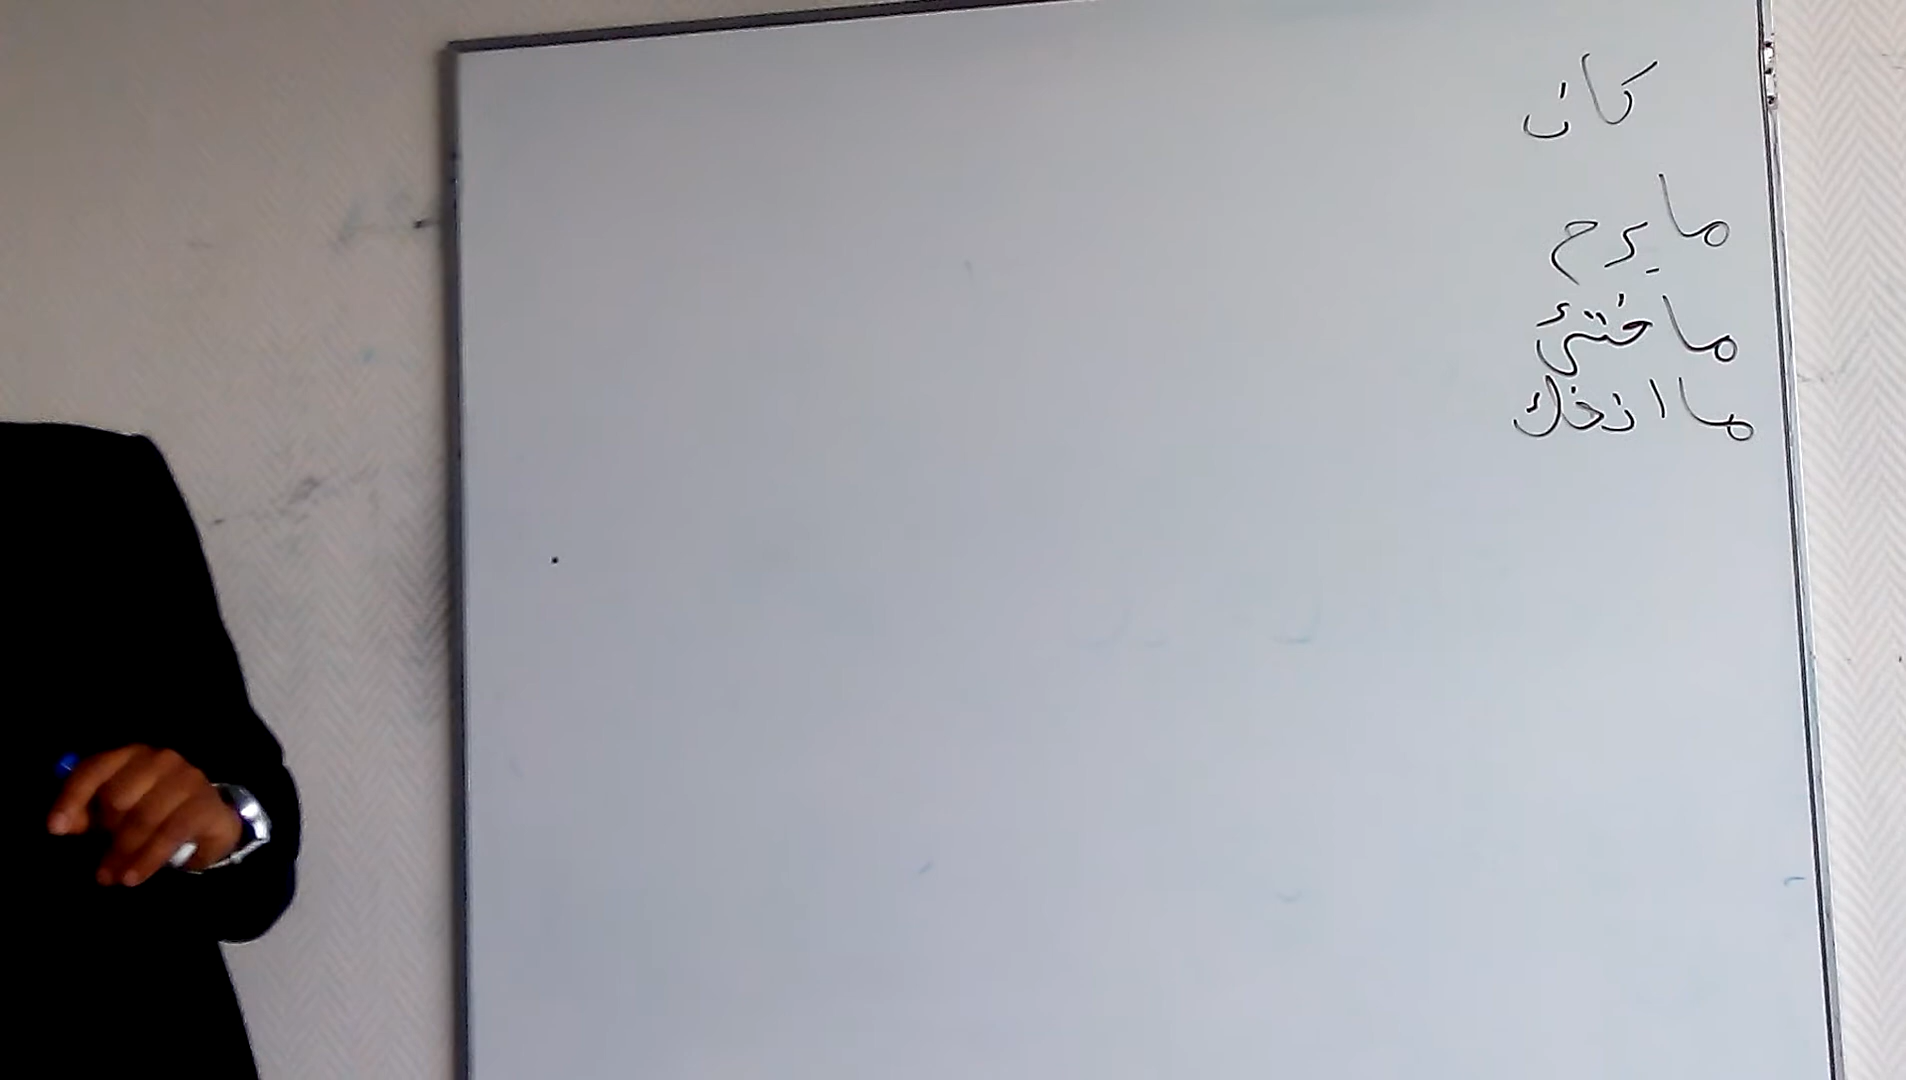 كان
ما برح
ما فتئ
ما انفك